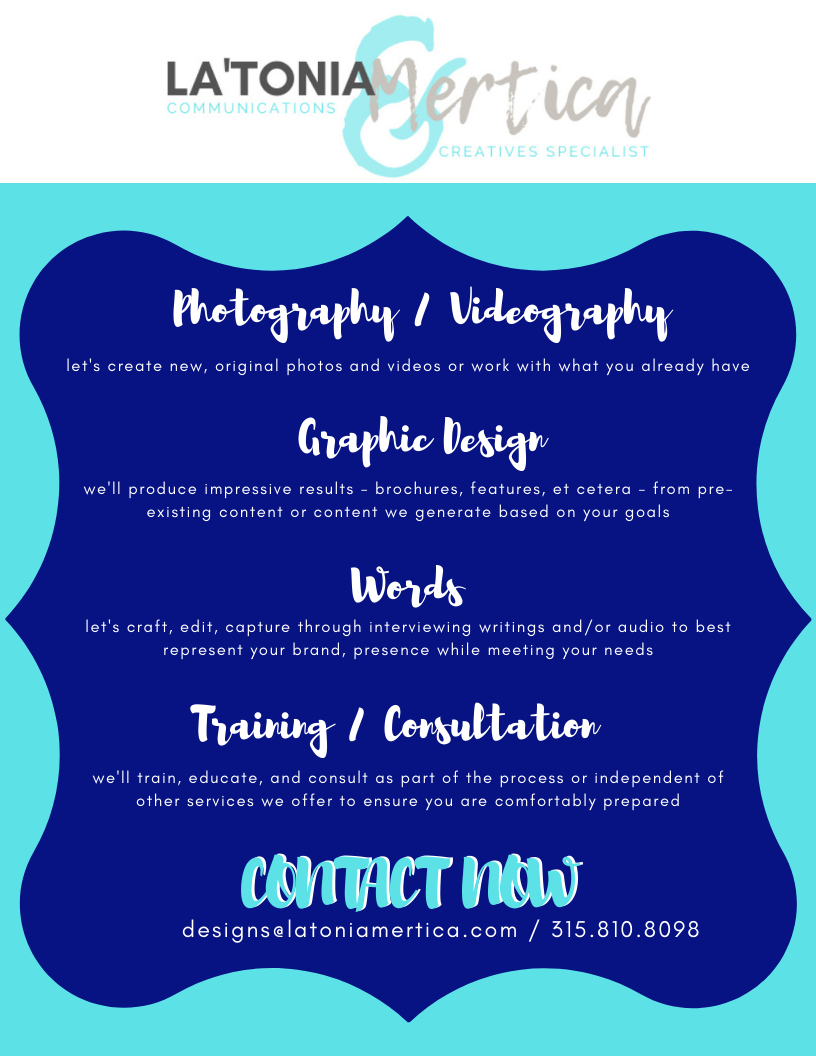 LA'TONIA
&
Mertica
COMMUNICATIONS
CREATIVES SPECIALIST
Photography / Videography
let's create new, original photos and videos or work with what you already have
Graphic Design
we'll produce impressive results - brochures, features, et cetera - from pre-
existing content or content we generate based on your goals
Words
let's craft, edit, capture through interviewing writings and/or audio to best
represent your brand, presence while meeting your needs
Training / Consultation
we'll train, educate, and consult as part of the process or independent of
other services we offer to ensure you are comfortably prepared
CONTACT NOW
designs@latoniamertica.com / 315.810.8098